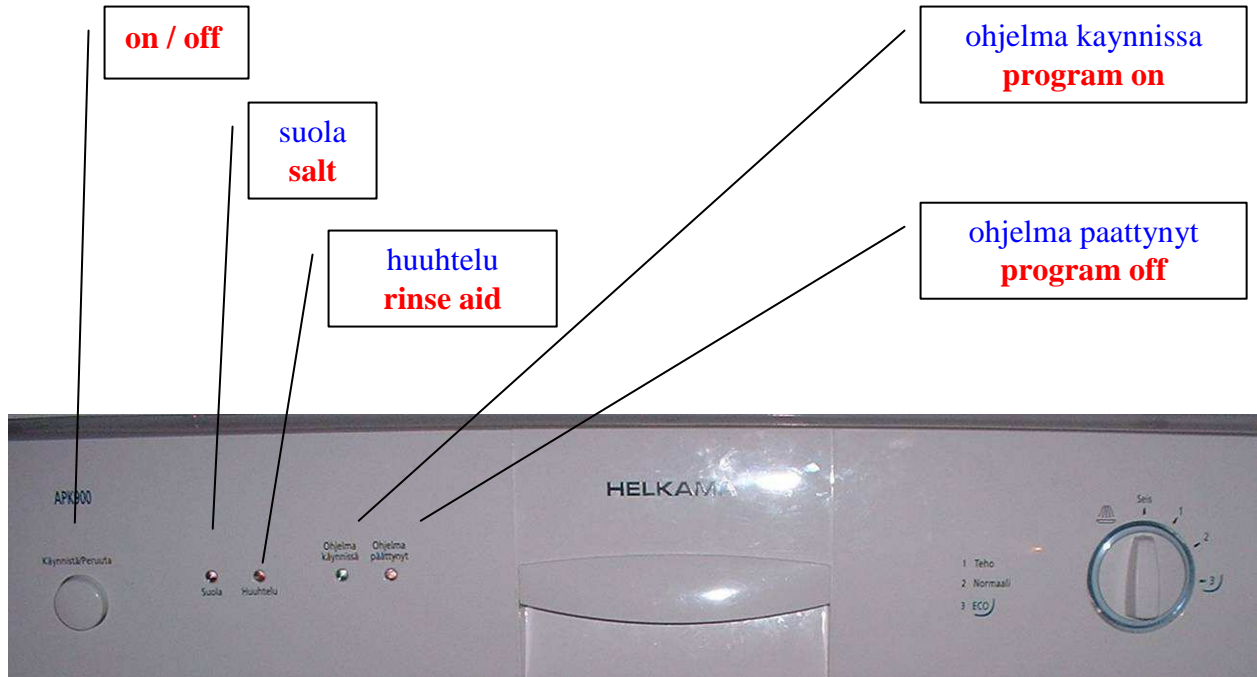 on / off
ohjelma kaynnissa
program on
suola
salt
ohjelma paattynyt
program off
huuhtelu
rinse aid
APK900
HELKAMA
Käynnistä/Peruuta
Suola
Huuhtelu
Ohjelma
käynnissä
Ohjelma
päättynyt
1 Teho
2 Normaali
3 ECO
Seis
1
2
3